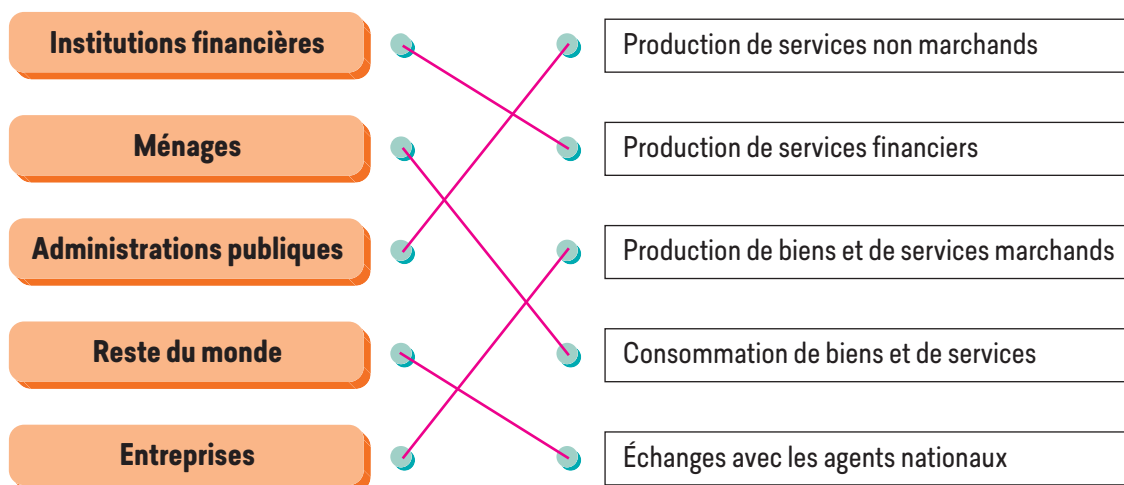 Institutions financières
Production de services non marchands
Ménages
Production de services financiers
Administrations publiques
Production de biens et de services marchands
Reste du monde
Consommation de biens et de services
Entreprises
Échanges avec les agents nationaux